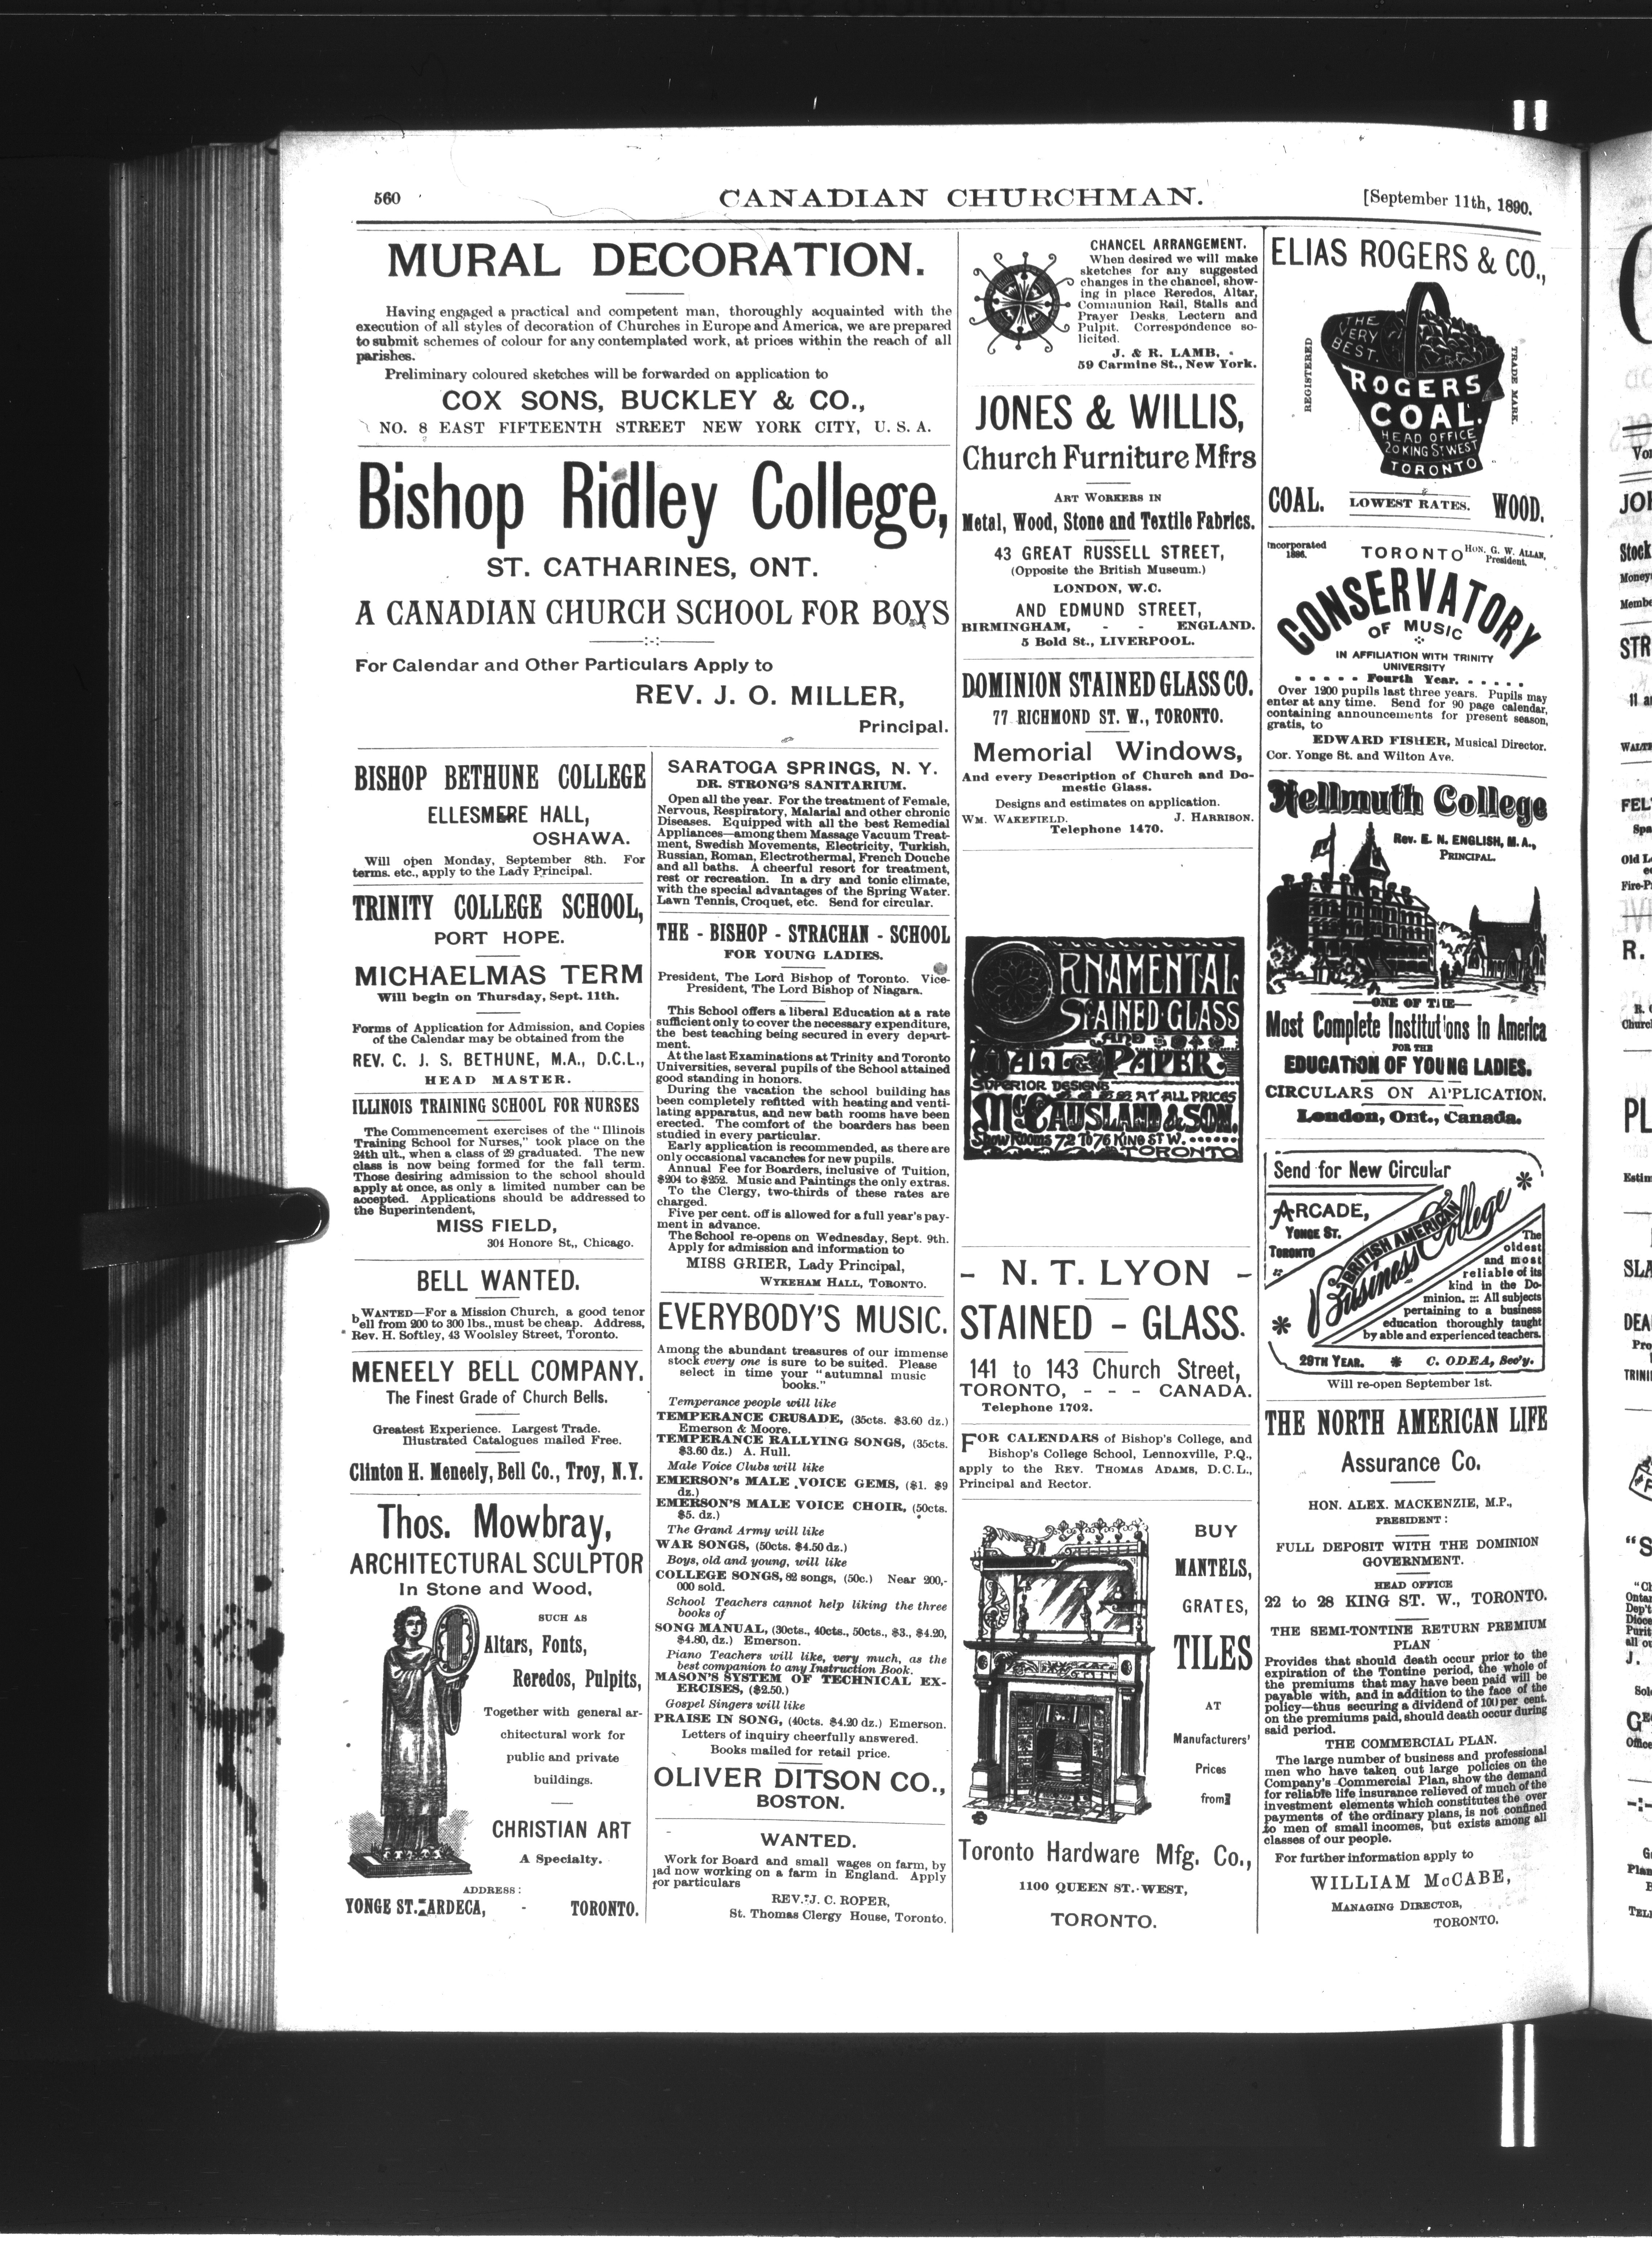 560
CANADIAN CHURCHMAN.
[September 11th, 1890.
MURAL DECORATION.
Having engaged a practical and competent man, thoroughly acquainted with the
execution of all styles of decoration of Churches in Europe and America, we are prepared
to submit schemes of colour for any contemplated work, at prices within the reach of all
parishes.
Preliminary coloured sketches will be forwarded on application to
COX SONS, BUCKLEY & CO.,
NO. 8 EAST FIFTEENTH STREET NEW YORK CITY, U. S. A.
Bishop Ridley College,
ST. CATHARINES, ONT.
A CANADIAN CHURCH SCHOOL FOR BOYS
For Calendar and Other Particulars Apply to
REV. J. O. MILLER,
Principal.
BISHOP BETHUNE COLLEGE
ELLESMERE HALL,
OSHAWA.
Will open Monday, September 8th. For
terms. etc., apply to the Lady Principal.
TRINITY COLLEGE SCHOOL,
PORT HOPE.
MICHAELMAS TERM
Will begin on Thursday, Sept. 11th.
Forms of Application for Admission, and Copies
of the Calendar may be obtained from the
REV. C. J. S. BETHUNE, M.A., D.C.L.,
HEAD MASTER.
ILLINOIS TRAINING SCHOOL FOR NURSES
The Commencement exercises of the "Illinois
Training School for Nurses," took place on the
24th ult., when a class of 29 graduated. The new
class is now being formed for the fall term.
Those desiring admission to the school should
apply at once, as only a limited number can be
accepted. Applications should be addressed to
the Superintendent,
MISS FIELD,
304 Honore St., Chicago.
BELL WANTED.
WANTED—For a Mission Church, a good tenor
bell from 200 to 300 lbs., must be cheap. Address,
Rev. H. Softley, 43 Woolsley Street, Toronto.
MENEELY BELL COMPANY.
The Finest Grade of Church Bells.
Greatest Experience. Largest Trade.
Illustrated Catalogues mailed Free.
Clinton H. Meneely, Bell Co., Troy, N.Y.
Thos. Mowbray,
ARCHITECTURAL SCULPTOR
In Stone and Wood,
SUCH AS
Altars, Fonts,
Reredos, Pulpits,
Together with general ar-
chitectural work for
public and private
buildings.
CHRISTIAN ART
A Specialty.
ADDRESS:
YONGE ST. ARDECA, - TORONTO.
SARATOGA SPRINGS, N. Y.
DR. STRONG'S SANITARIUM.
Open all the year. For the treatment of Female,
Nervous, Respiratory, Malarial and other chronic
Diseases. Equipped with all the best Remedial
Appliances—among them Massage Vacuum Treat-
ment, Swedish Movements, Electricity, Turkish,
Russian, Roman, Electrothermal, French Douche
and all baths. A cheerful resort for treatment,
rest or recreation. In a dry and tonic climate,
with the special advantages of the Spring Water.
Lawn Tennis, Croquet, etc. Send for circular.
THE - BISHOP - STRACHAN - SCHOOL
FOR YOUNG LADIES.
President, The Lord Bishop of Toronto. Vice-
President, The Lord Bishop of Niagara.
This School offers a liberal Education at a rate
sufficient only to cover the necessary expenditure,
the best teaching being secured in every depart-
ment.
At the last Examinations at Trinity and Toronto
Universities, several pupils of the School attained
good standing in honors.
During the vacation the school building has
been completely refitted with heating and venti-
lating apparatus, and new bath rooms have been
erected. The comfort of the boarders has been
studied in every particular.
Early application is recommended, as there are
only occasional vacancies for new pupils.
Annual Fee for Boarders, inclusive of Tuition,
$204 to $252. Music and Paintings the only extras.
To the Clergy, two-thirds of these rates are
charged.
Five per cent. off is allowed for a full year's pay-
ment in advance.
The School re-opens on Wednesday, Sept. 9th.
Apply for admission and information to
MISS GRIER, Lady Principal,
WYKEHAM HALL, TORONTO.
EVERYBODY'S MUSIC.
Among the abundant treasures of our immense
stock every one is sure to be suited. Please
select in time your "autumnal music
books."
Temperance people will like
TEMPERANCE CRUSADE, (35cts. $3.60 dz.)
Emerson & Moore.
TEMPERANCE RALLYING SONGS, (35cts.
$3.60 dz.) A. Hull.
Male Voice Clubs will like
EMERSON'S MALE VOICE GEMS, ($1. $9
dz.)
EMERSON'S MALE VOICE CHOIR, (50cts.
$5. dz.)
The Grand Army will like
WAR SONGS, (50cts. $4.50 dz.)
Boys, old and young, will like
COLLEGE SONGS, 82 songs, (50c.) Near 200,-
000 sold.
School Teachers cannot help liking the three
books of
SONG MANUAL, (30cts., 40cts., 50cts., $3., $4.20,
$4.80, dz.) Emerson.
Piano Teachers will like, very much, as the
best companion to any Instruction Book.
MASON'S SYSTEM OF TECHNICAL EX-
ERCISES, ($2.50.)
Gospel Singers will like
PRAISE IN SONG, (40cts. $4.20 dz.) Emerson.
Letters of inquiry cheerfully answered.
Books mailed for retail price.
OLIVER DITSON CO.,
BOSTON.
WANTED.
Work for Board and small wages on farm, by
lad now working on a farm in England. Apply
for particulars
REV. J. C. ROPER,
St. Thomas Clergy House, Toronto.
CHANCEL ARRANGEMENT.
When desired we will make
sketches for any suggested
changes in the chancel, show-
ing in place Reredos, Altar,
Communion Rail, Stalls and
Prayer Desks, Lectern and
Pulpit. Correspondence so-
licited.
J. & R. LAMB,
59 Carmine St., New York.
JONES & WILLIS,
Church Furniture Mfrs
ART WORKERS IN
Metal, Wood, Stone and Textile Fabrics.
43 GREAT RUSSELL STREET,
(Opposite the British Museum.)
LONDON, W.C.
AND EDMUND STREET,
BIRMINGHAM, - - ENGLAND.
5 Bold St., LIVERPOOL.
DOMINION STAINED GLASS CO.
77 RICHMOND ST. W., TORONTO.
Memorial Windows,
And every Description of Church and Do-
mestic Glass.
Designs and estimates on application.
WM. WAKEFIELD. J. HARRISON.
Telephone 1470.
ORNAMENTAL
STAINED GLASS
AND
WALL PAPER
SUPERIOR DESIGNS
AT ALL PRICES
McCAUSLAND & SON.
Show Rooms 72 To 76 KING ST W.
TORONTO
- N. T. LYON -
STAINED - GLASS.
141 to 143 Church Street,
TORONTO, - - - CANADA.
Telephone 1702.
FOR CALENDARS of Bishop's College, and
Bishop's College School, Lennoxville, P.Q.,
apply to the REV. THOMAS ADAMS, D.C.L.,
Principal and Rector.
BUY
MANTELS,
GRATES,
TILES
AT
Manufacturers'
Prices
from
Toronto Hardware Mfg. Co.,
1100 QUEEN ST. WEST,
TORONTO.
ELIAS ROGERS & CO.,
REGISTERED
TRADE MARK.
THE
VERY
BEST.
ROGERS
COAL.
HEAD OFFICE
20 KING ST WEST
TORONTO
COAL. LOWEST RATES. WOOD.
Incorporated
1886.
TORONTO
HON. G. W. ALLAN,
President,
CONSERVATORY
OF MUSIC
IN AFFILIATION WITH TRINITY
UNIVERSITY
Fourth Year.
Over 1200 pupils last three years. Pupils may
enter at any time. Send for 90 page calendar,
containing announcements for present season,
gratis, to
EDWARD FISHER, Musical Director.
Cor. Yonge St. and Wilton Ave.
Hellmuth College
Rev. E. N. ENGLISH, M.A.,
PRINCIPAL.
—ONE OF THE—
Most Complete Institutions in America
FOR THE
EDUCATION OF YOUNG LADIES.
CIRCULARS ON APPLICATION.
London, Ont., Canada.
Send for New Circular
ARCADE,
YONGE ST.
TORONTO
BRITISH AMERICAN
Business College
The
oldest
and most
reliable of its
kind in the Do-
minion. ::: All subjects
pertaining to a business
education thoroughly taught
by able and experienced teachers.
29TH YEAR. * C. ODEA, Sec'y.
Will re-open September 1st.
THE NORTH AMERICAN LIFE
Assurance Co.
HON. ALEX. MACKENZIE, M.P.,
PRESIDENT:
FULL DEPOSIT WITH THE DOMINION
GOVERNMENT.
HEAD OFFICE
22 to 28 KING ST. W., TORONTO.
THE SEMI-TONTINE RETURN PREMIUM
PLAN
Provides that should death occur prior to the
expiration of the Tontine period, the whole of
the premiums that may have been paid will be
payable with, and in addition to the face of the
policy—thus securing a dividend of 100 per cent.
on the premiums paid, should death occur during
said period.
THE COMMERCIAL PLAN.
The large number of business and professional
men who have taken out large policies on the
Company's Commercial Plan, show the demand
for reliable life insurance relieved of much of the
investment elements which constitutes the over
payments of the ordinary plans, is not confined
to men of small incomes, but exists among all
classes of our people.
For further information apply to
WILLIAM McCABE,
MANAGING DIRECTOR,
TORONTO.